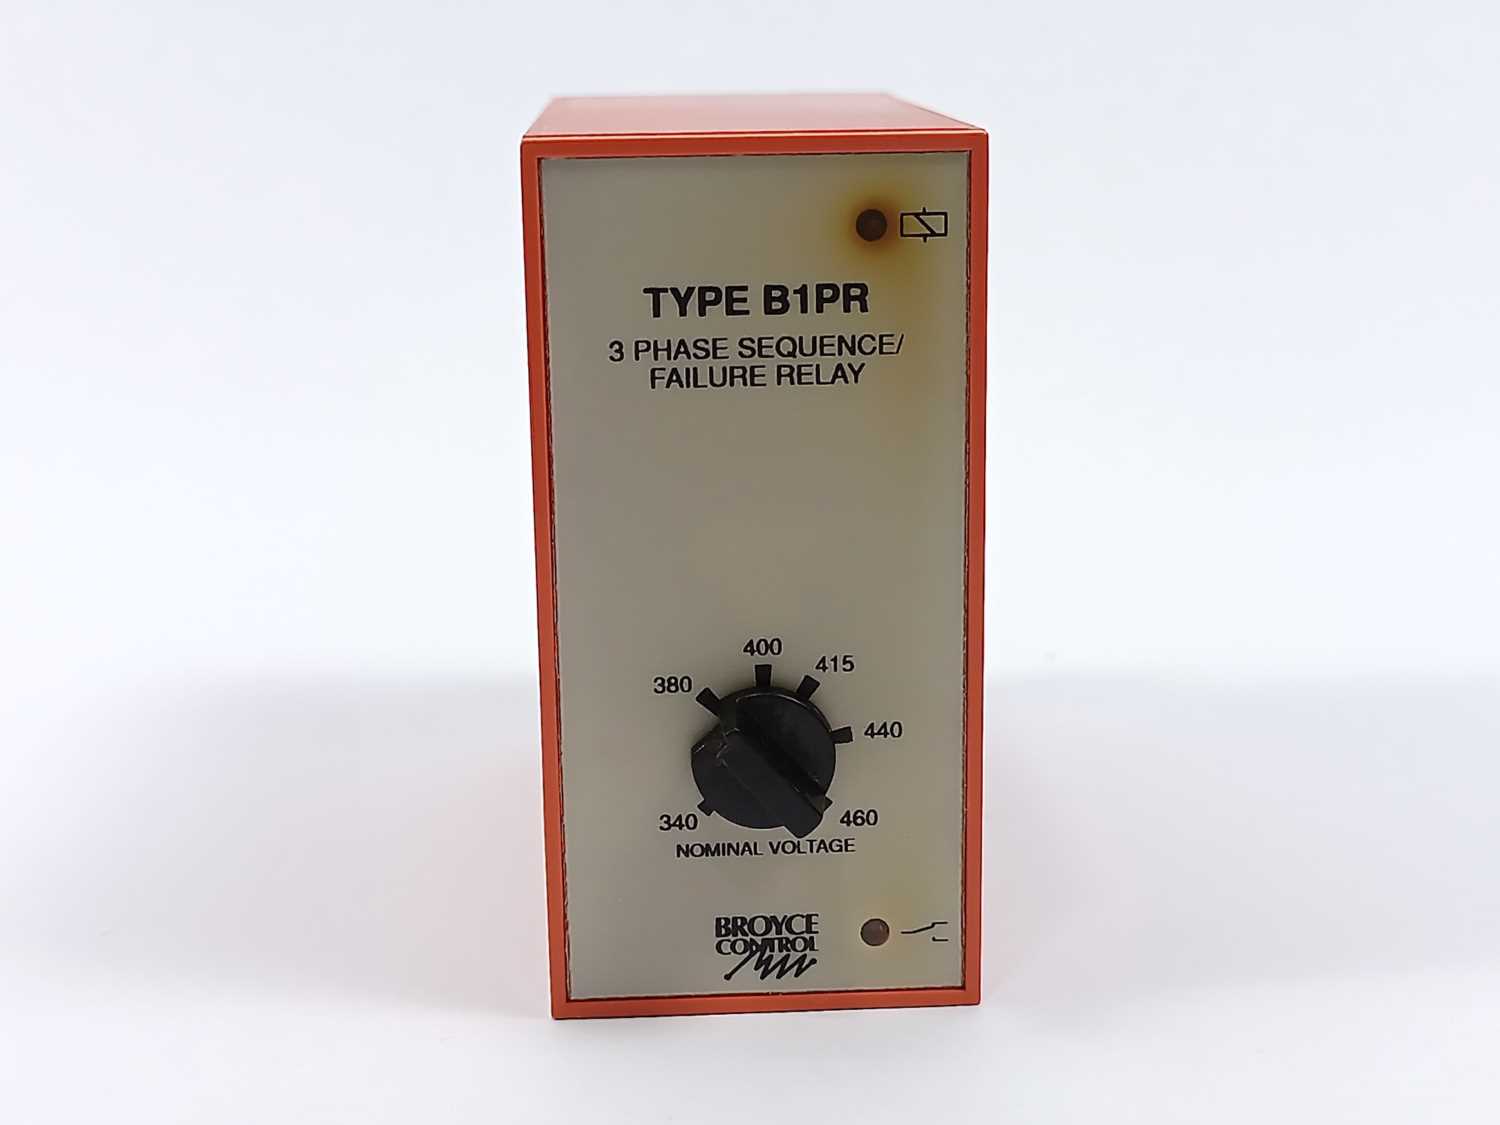 TYPE B1PR
3 PHASE SEQUENCE/
FAILURE RELAY
400
415
380
440
340
460
NOMINAL VOLTAGE
BROYCE
CONTROL